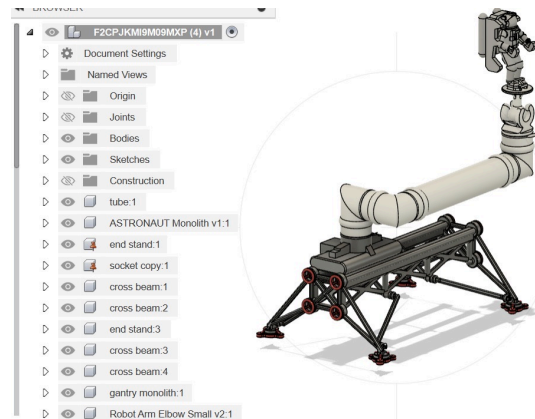 BROWSER
F2CPJKMI9M09MXP (4) v1
Document Settings
Named Views
Origin
Joints
Bodies
Sketches
Construction
tube:1
ASTRONAUT Monolith v1:1
end stand:1
socket copy:1
cross beam:1
cross beam:2
end stand:3
cross beam:3
cross beam:4
gantry monolith:1
Robot Arm Elbow Small v2:1